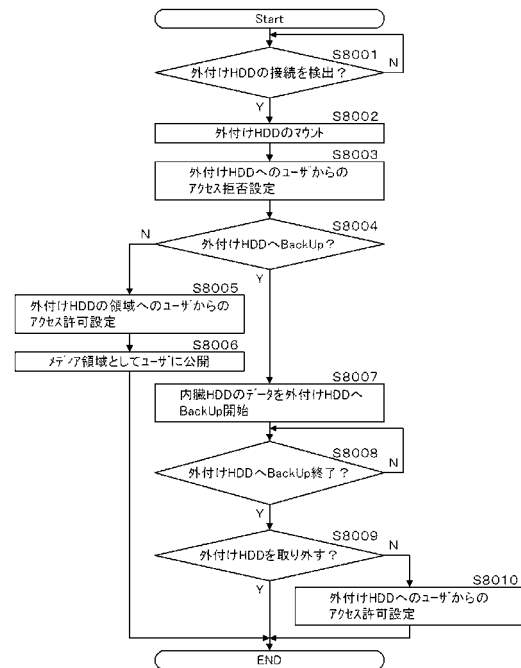 Start
S8001
外付けHDDの接続を検出？
N
Y
S8002
外付けHDDのマウント
S8003
外付けHDDへのユーザからの
アクセス拒否設定
S8004
N
外付けHDDへBackUp？
Y
S8005
外付けHDDの領域へのユーザからの
アクセス許可設定
S8006
メディア領域としてユーザに公開
S8007
内臓HDDのデータを外付けHDDへ
BackUp開始
S8008
外付けHDDへBackUp終了？
N
Y
S8009
外付けHDDを取り外す？
N
Y
S8010
外付けHDDへのユーザからの
アクセス許可設定
END